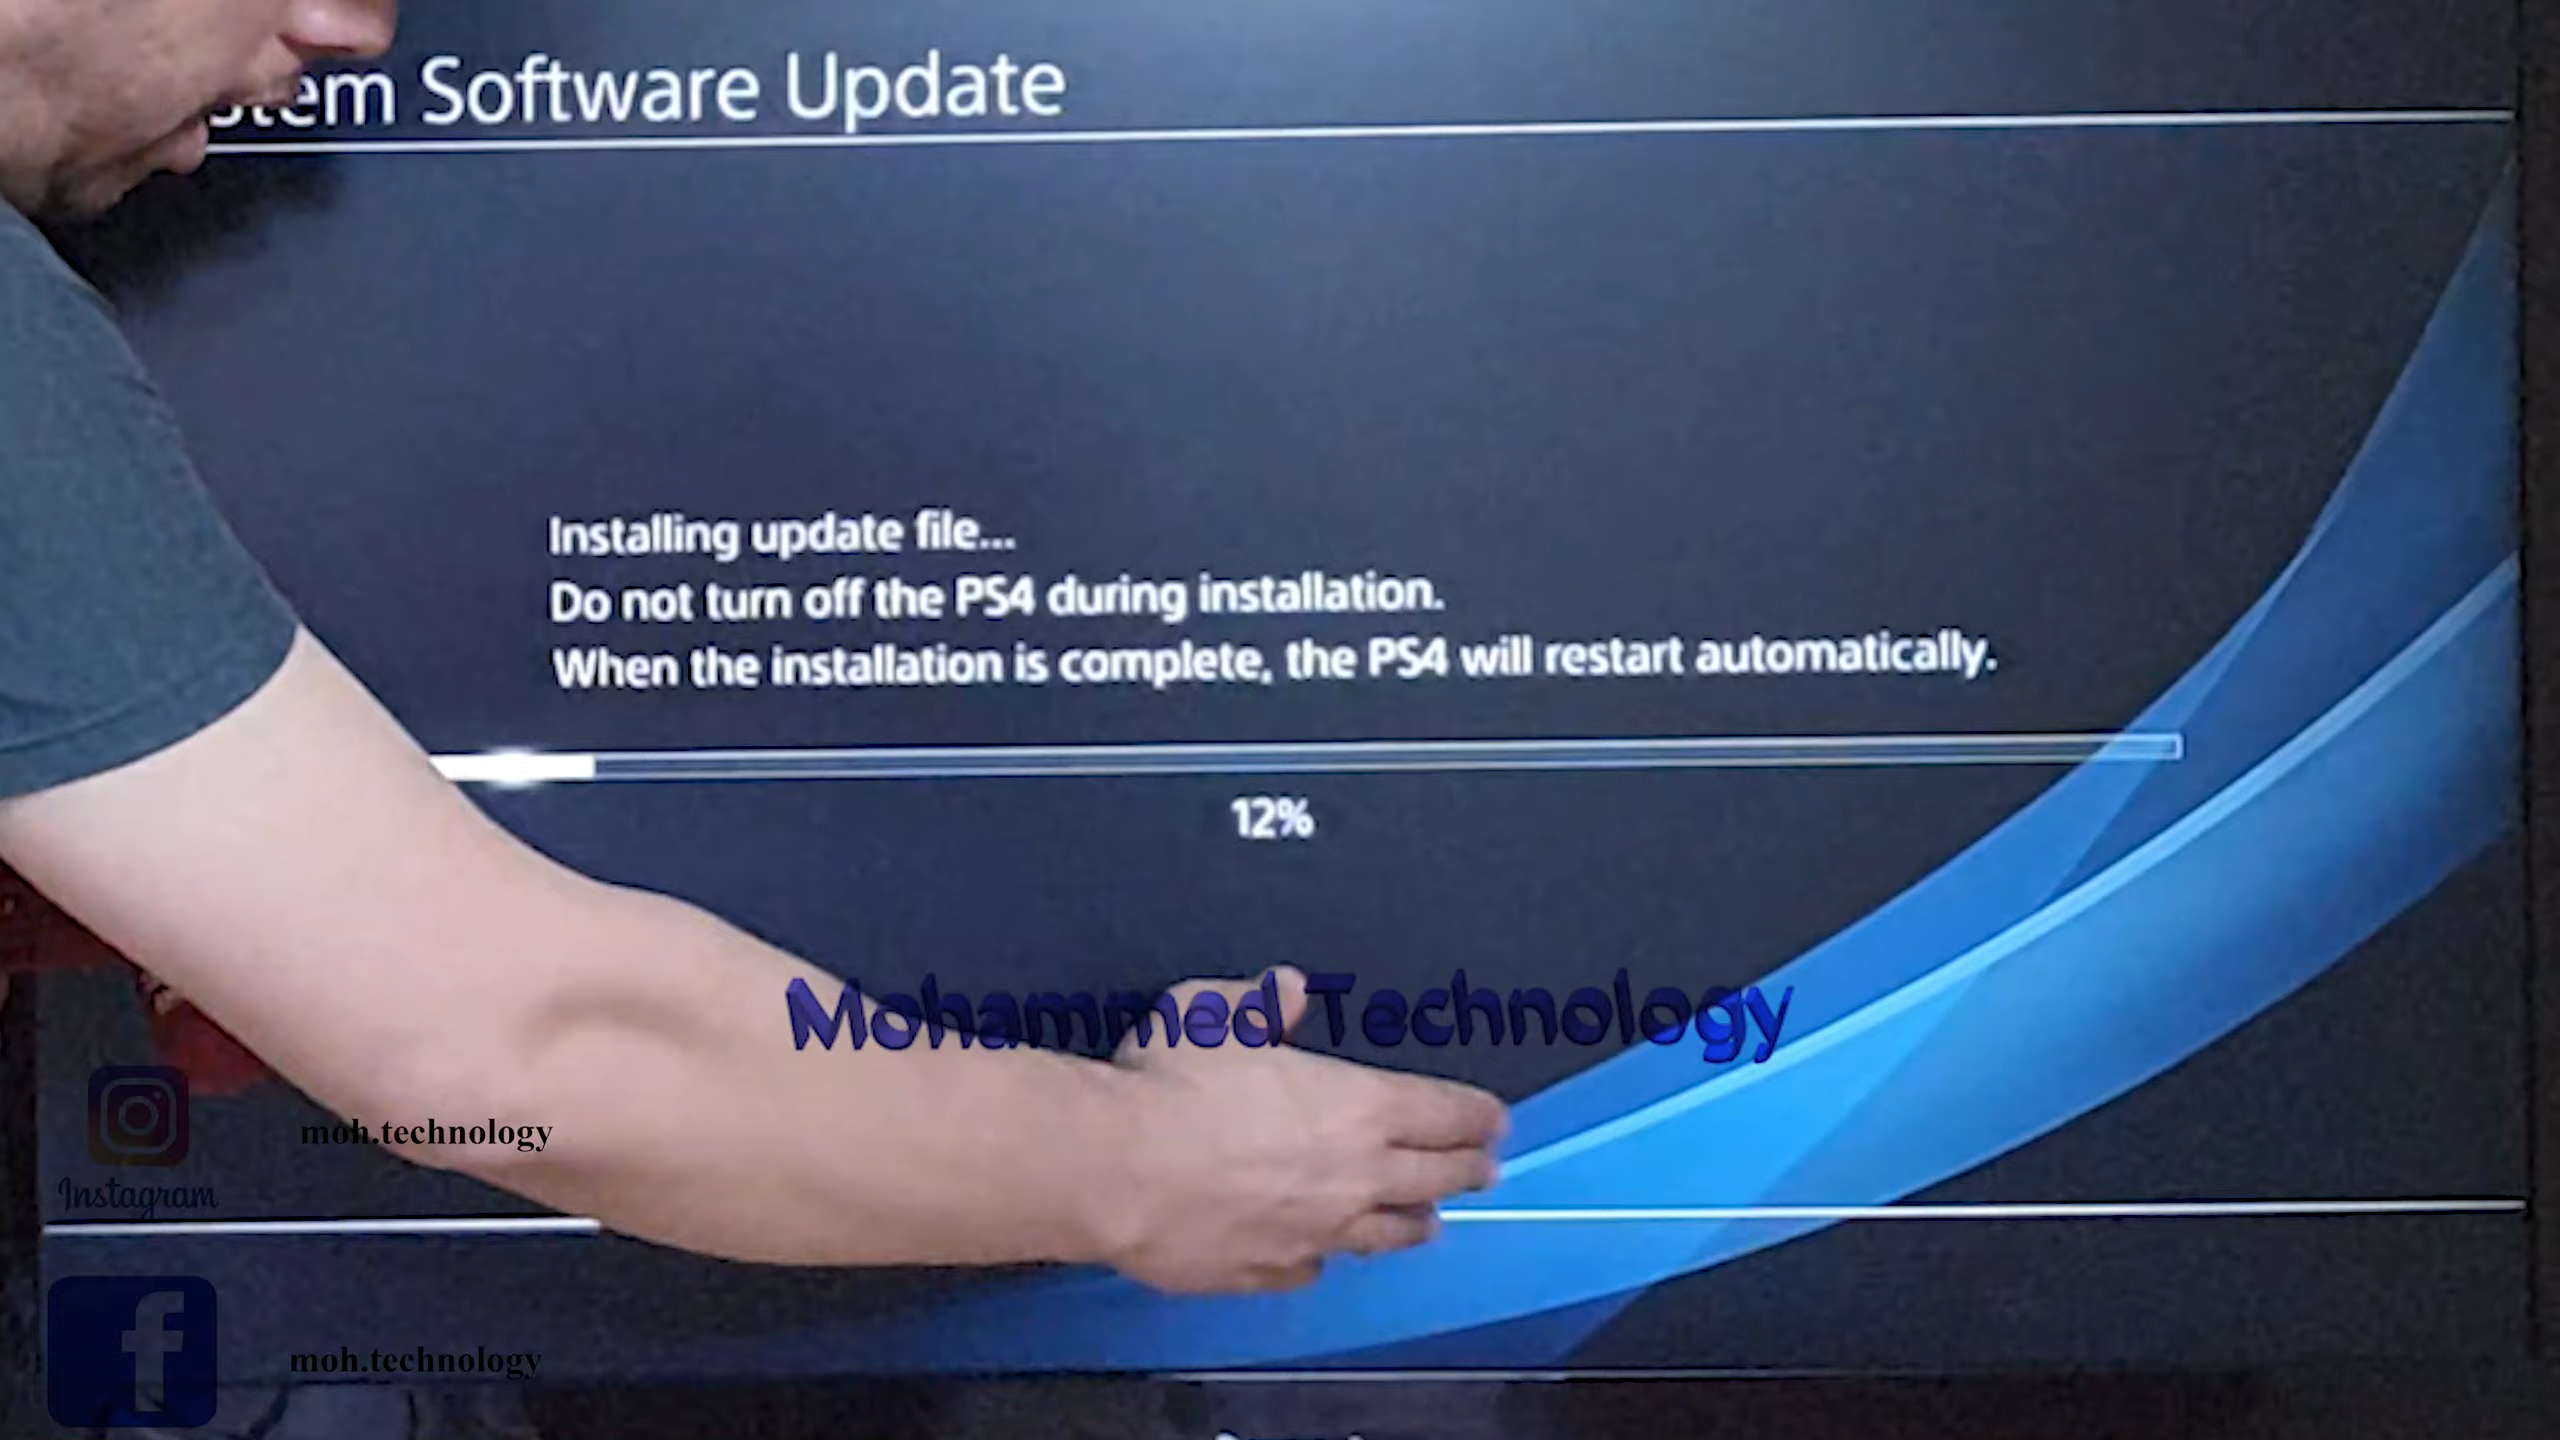 stem Software Update
Installing update file...
Do not turn off the PS4 during installation.
When the installation is complete, the PS4 will restart automatically.
12%
Mohammed Technology
moh.technology
Instagram
moh.technology